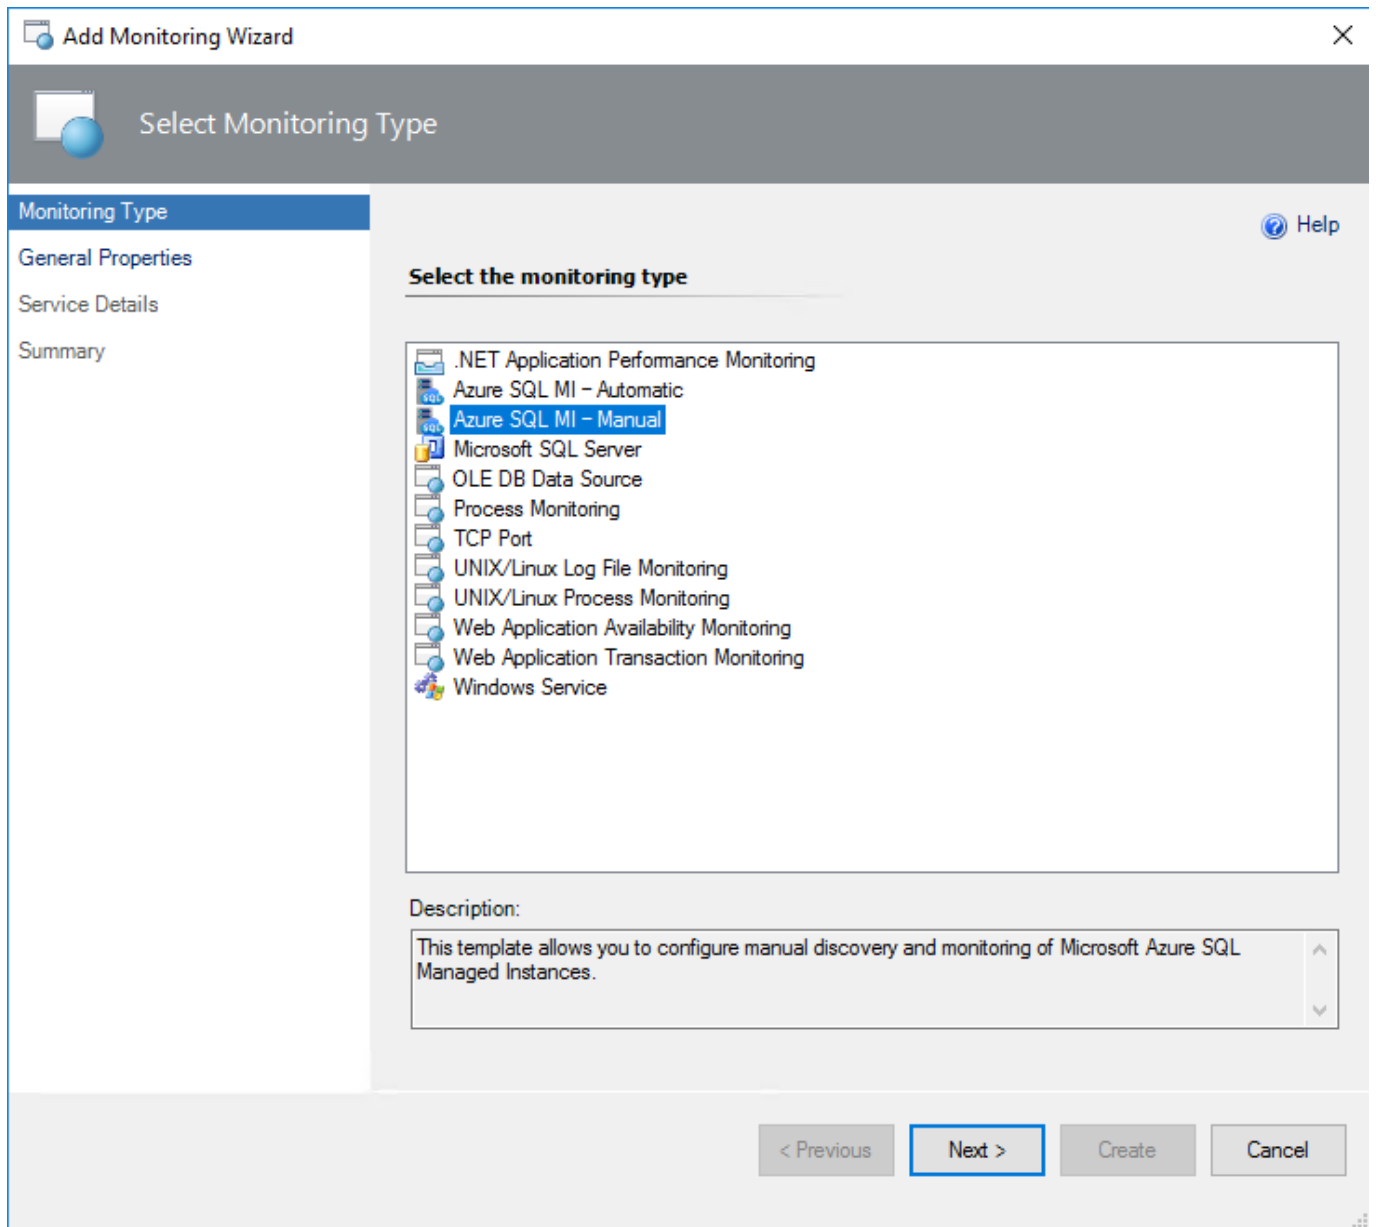 Add Monitoring Wizard
Select Monitoring Type
Monitoring Type
General Properties
Service Details
Summary
Help
Select the monitoring type
.NET Application Performance Monitoring
Azure SQL MI – Automatic
Azure SQL MI – Manual
Microsoft SQL Server
OLE DB Data Source
Process Monitoring
TCP Port
UNIX/Linux Log File Monitoring
UNIX/Linux Process Monitoring
Web Application Availability Monitoring
Web Application Transaction Monitoring
Windows Service
Description:
This template allows you to configure manual discovery and monitoring of Microsoft Azure SQL
Managed Instances.
< Previous
Next >
Create
Cancel